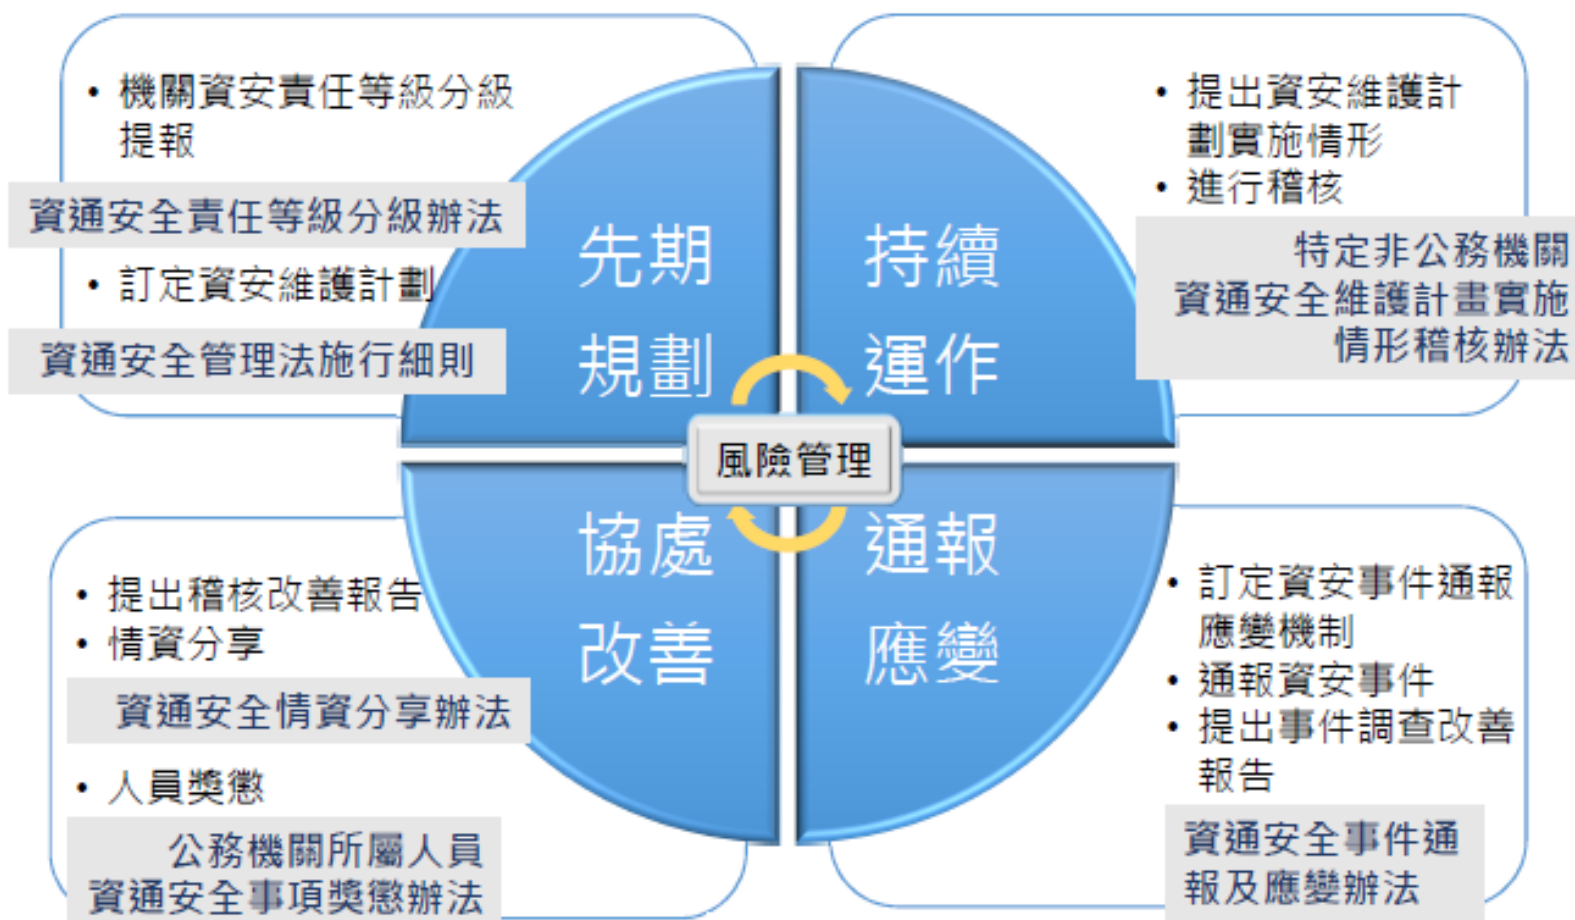 • 機關資安責任等級分級
提報
資通安全責任等級分級辦法
• 訂定資安維護計劃
資通安全管理法施行細則
先期
規劃
持續
運作
• 提出資安維護計
劃實施情形
• 進行稽核
特定非公務機關
資通安全維護計畫實施
情形稽核辦法
風險管理
• 提出稽核改善報告
• 情資分享
資通安全情資分享辦法
• 人員獎懲
公務機關所屬人員
資通安全事項獎懲辦法
協處
改善
通報
應變
• 訂定資安事件通報
應變機制
• 通報資安事件
• 提出事件調查改善
報告
資通安全事件通
報及應變辦法